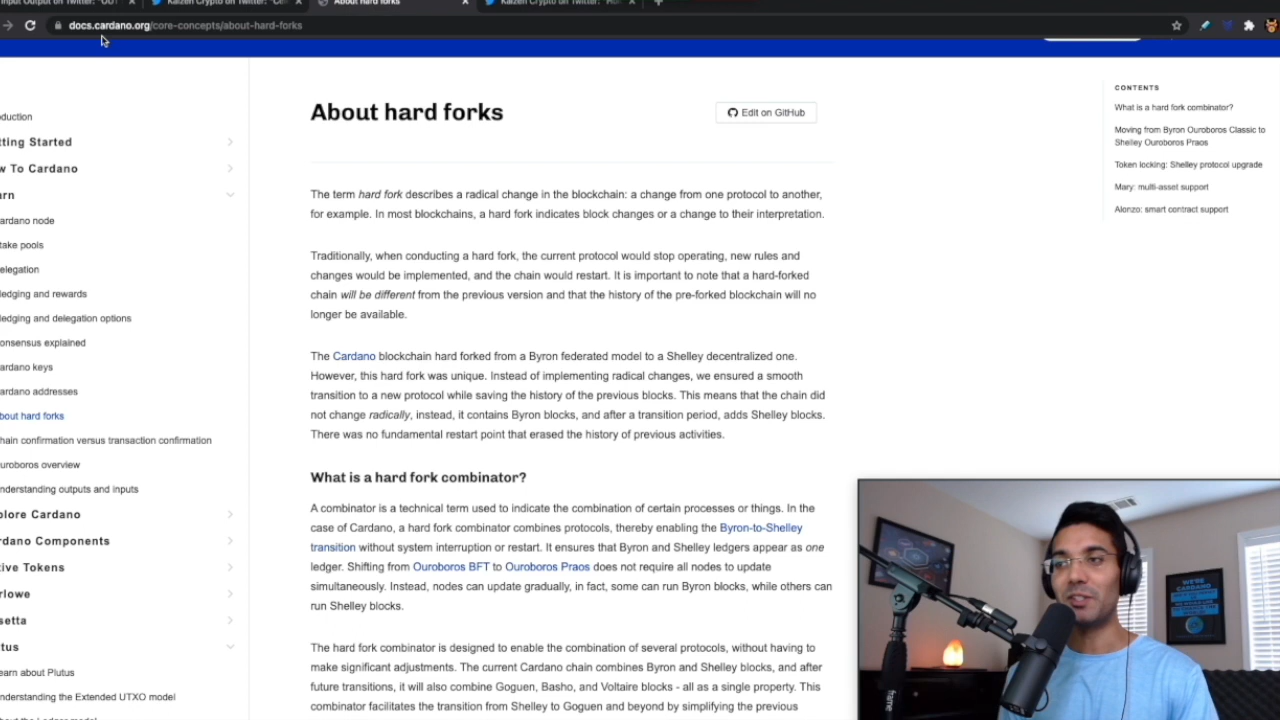 Input Output on Twitter: "OUT
Kaizen Crypto on Twitter: "Cer
About hard forks
Kaizen Crypto on Twitter:
docs.cardano.org/core-concepts/about-hard-forks
About hard forks
Edit on GitHub
The term hard fork describes a radical change in the blockchain: a change from one protocol to another,
for example. In most blockchains, a hard fork indicates block changes or a change to their interpretation.
Traditionally, when conducting a hard fork, the current protocol would stop operating, new rules and
changes would be implemented, and the chain would restart. It is important to note that a hard-forked
chain will be different from the previous version and that the history of the pre-forked blockchain will no
longer be available.
The Cardano blockchain hard forked from a Byron federated model to a Shelley decentralized one.
However, this hard fork was unique. Instead of implementing radical changes, we ensured a smooth
transition to a new protocol while saving the history of the previous blocks. This means that the chain did
not change radically, instead, it contains Byron blocks, and after a transition period, adds Shelley blocks.
There was no fundamental restart point that erased the history of previous activities.
What is a hard fork combinator?
A combinator is a technical term used to indicate the combination of certain processes or things. In the
case of Cardano, a hard fork combinator combines protocols, thereby enabling the Byron-to-Shelley
transition without system interruption or restart. It ensures that Byron and Shelley ledgers appear as one
ledger. Shifting from Ouroboros BFT to Ouroboros Praos does not require all nodes to update
simultaneously. Instead, nodes can update gradually, in fact, some can run Byron blocks, while others can
run Shelley blocks.
The hard fork combinator is designed to enable the combination of several protocols, without having to
make significant adjustments. The current Cardano chain combines Byron and Shelley blocks, and after
future transitions, it will also combine Goguen, Basho, and Voltaire blocks - all as a single property. This
combinator facilitates the transition from Shelley to Goguen and beyond by simplifying the previous
duction
tting Started
w To Cardano
arn
ardano node
take pools
elegation
ledging and rewards
ledging and delegation options
onsensus explained
ardano keys
ardano addresses
bout hard forks
hain confirmation versus transaction confirmation
uroboros overview
nderstanding outputs and inputs
plore Cardano
rdano Components
tive Tokens
rlowe
setta
tus
earn about Plutus
nderstanding the Extended UTXO model
bout the Ledger model
CONTENTS
What is a hard fork combinator?
Moving from Byron Ouroboros Classic to
Shelley Ouroboros Praos
Token locking: Shelley protocol upgrade
Mary: multi-asset support
Alonzo: smart contract support
WE'RE
CARDANO
frame